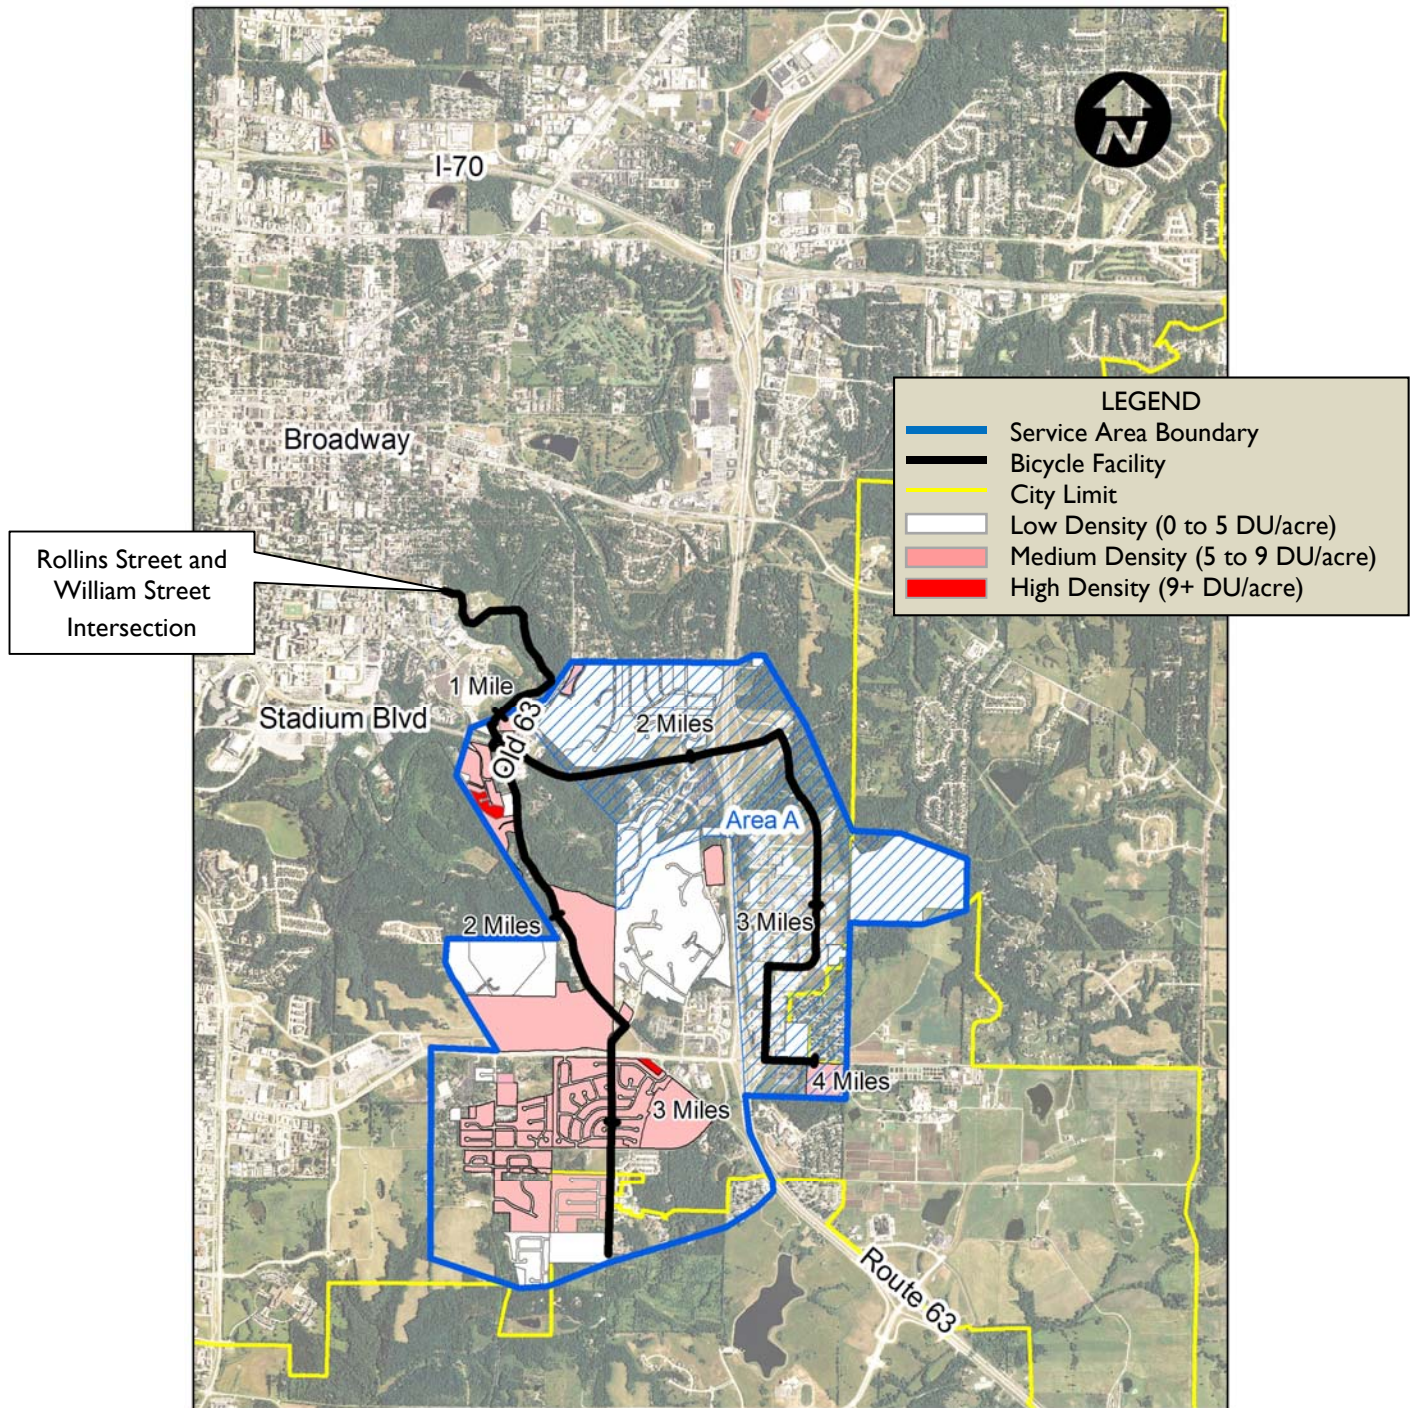 N
I-70
LEGEND
Service Area Boundary
Bicycle Facility
City Limit
Low Density (0 to 5 DU/acre)
Medium Density (5 to 9 DU/acre)
High Density (9+ DU/acre)
Broadway
Rollins Street and
William Street
Intersection
1 Mile
Stadium Blvd
Old 63
2 Miles
Area A
2 Miles
3 Miles
4 Miles
3 Miles
Route 63